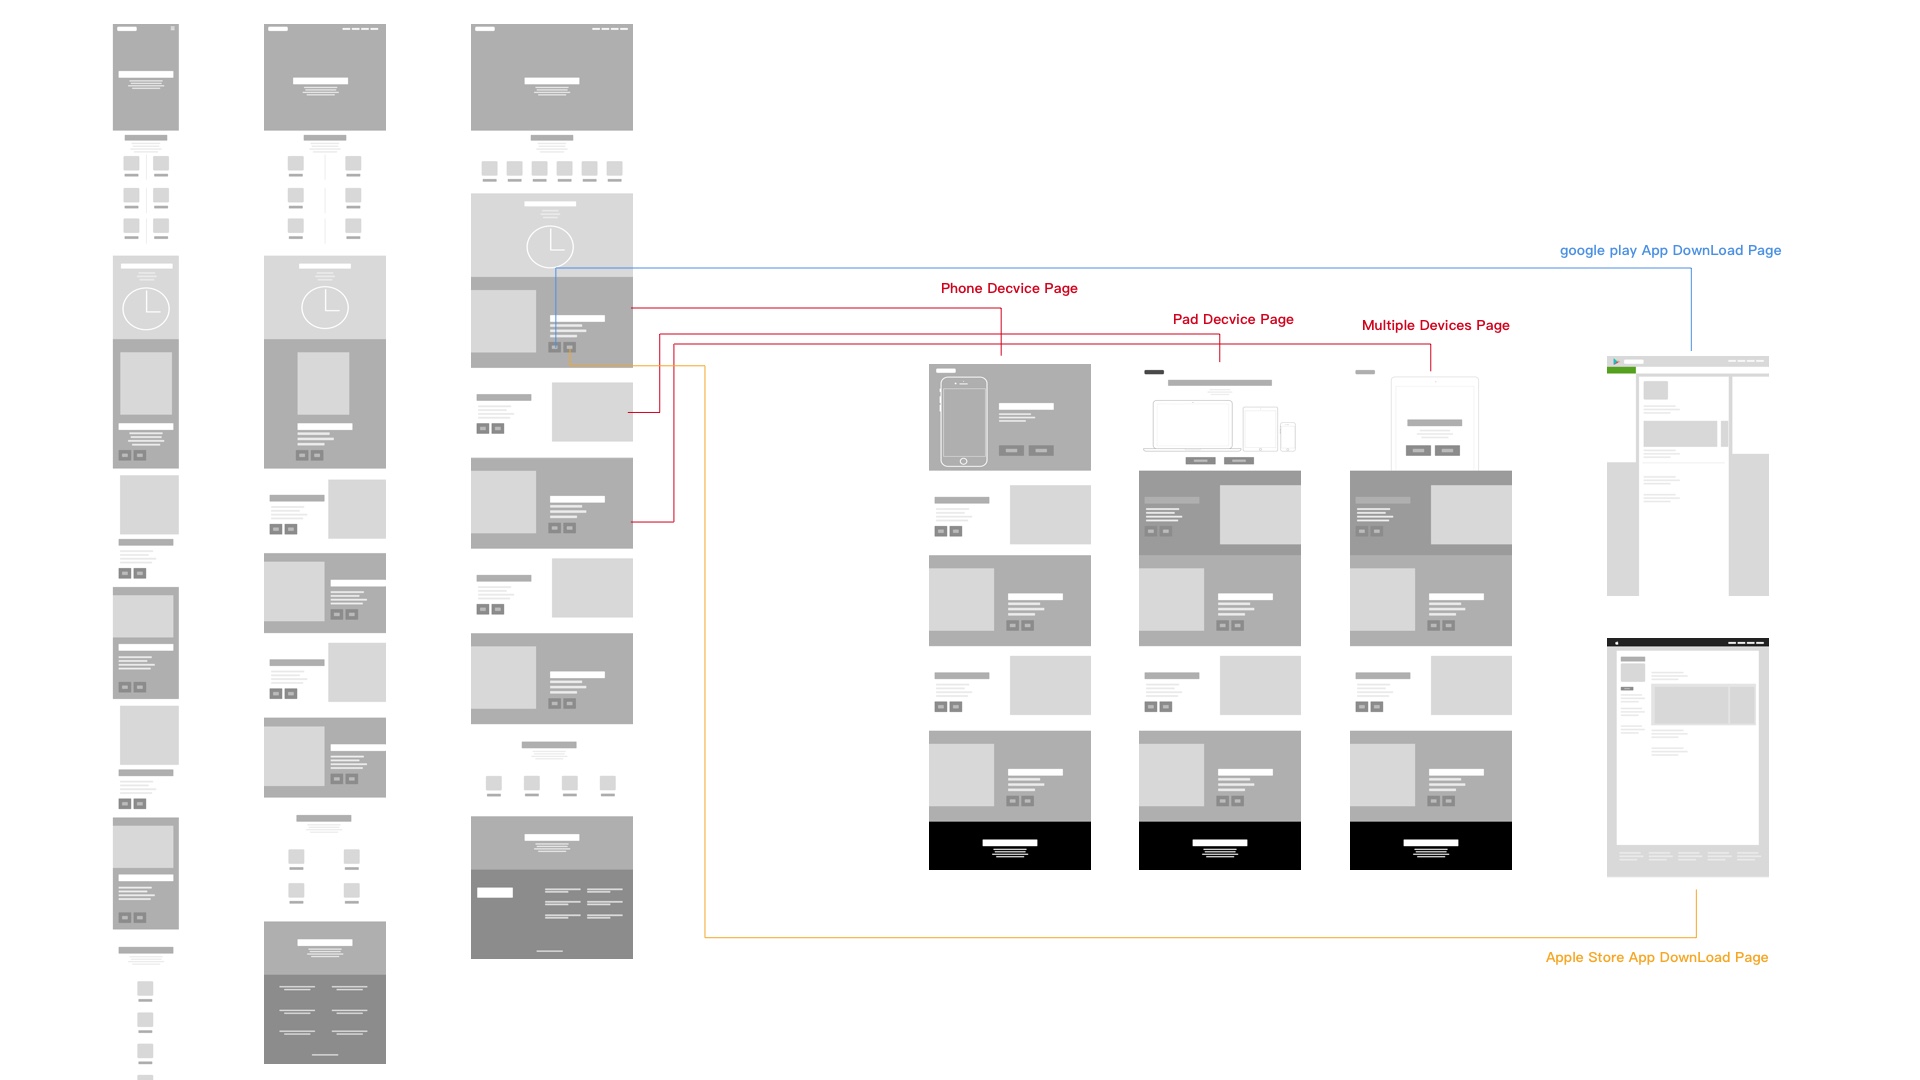 google play App DownLoad Page
Phone Decvice Page
Pad Decvice Page
Multiple Devices Page
Apple Store App DownLoad Page